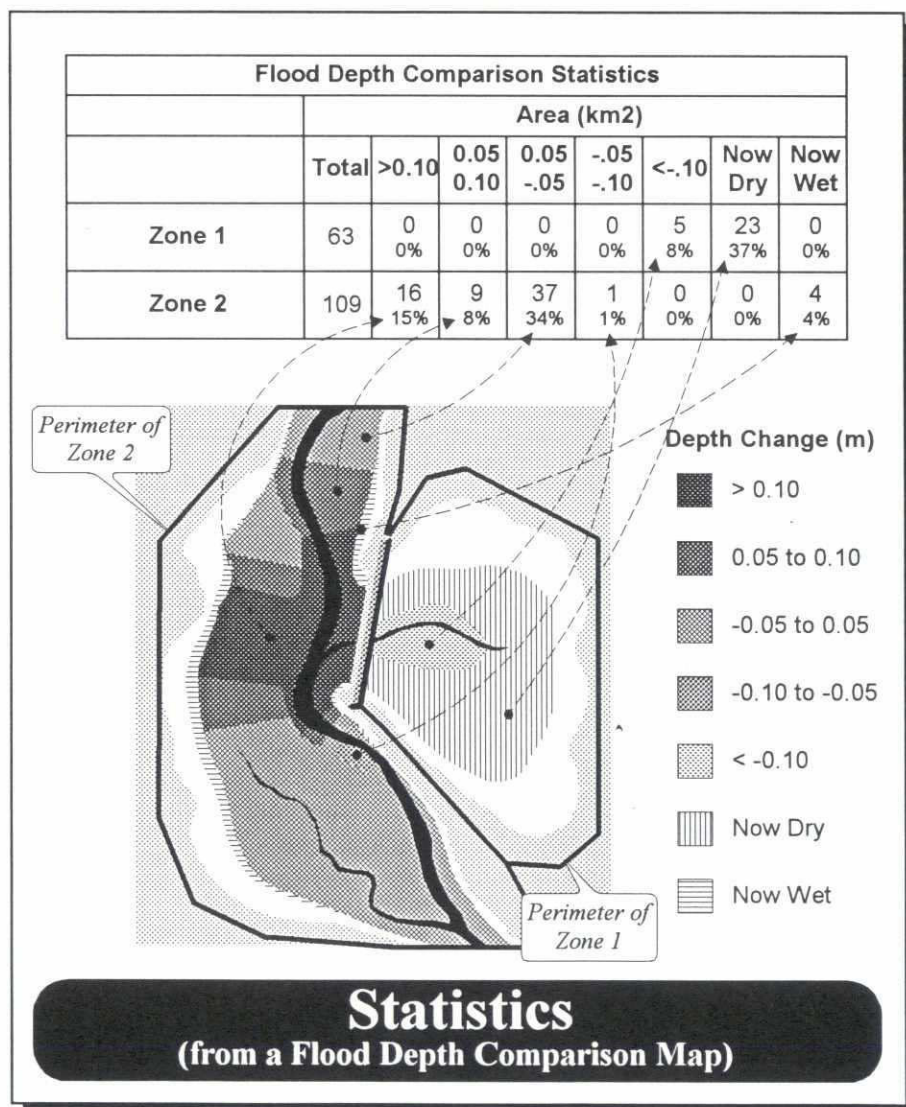 Flood Depth Comparison Statistics
Area (km2)
Total >0.10 0.05 0.10 0.05 -.05 -.05 -.10 <-.10 Now Dry Now Wet
Zone 1 63 0 0% 0 0% 0 0% 0 0% 5 8% 23 37% 0 0%
Zone 2 109 16 15% 9 8% 37 34% 1 1% 0 0% 0 0% 4 4%
Perimeter of
Zone 2
Depth Change (m)
> 0.10
0.05 to 0.10
-0.05 to 0.05
-0.10 to -0.05
< -0.10
Now Dry
Now Wet
Perimeter of
Zone 1
Statistics
(from a Flood Depth Comparison Map)